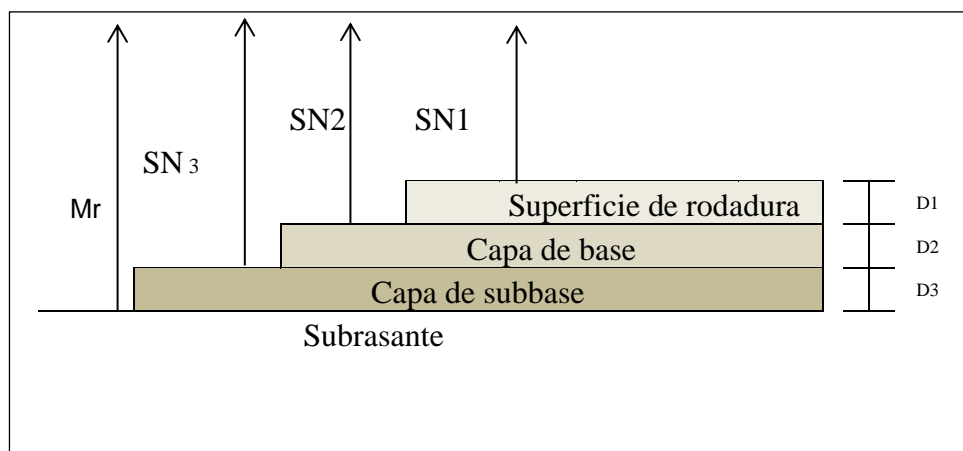 SN2
SN1
SN 3
Mr
Superficie de rodadura
D1
Capa de base
D2
Capa de subbase
D3
Subrasante